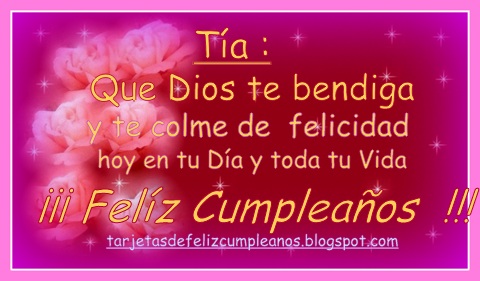 Tía :
Que Dios te bendiga
y te colme de felicidad
hoy en tu Día y toda tu Vida
¡¡¡ Felíz Cumpleaños !!!
tarjetasdefelizcumpleanos.blogspot.com